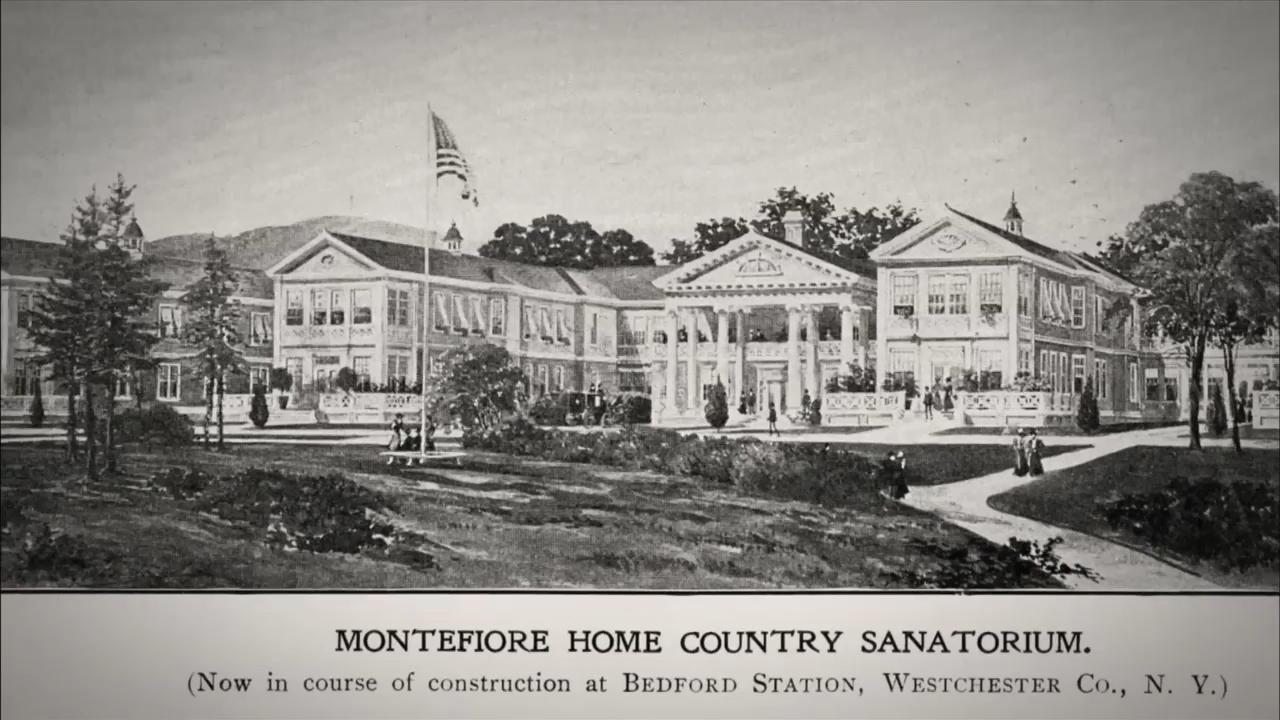 MONTEFIORE HOME COUNTRY SANATORIUM.
(Now in course of construction at BEDFORD STATION, WESTCHESTER CO., N. Y.)